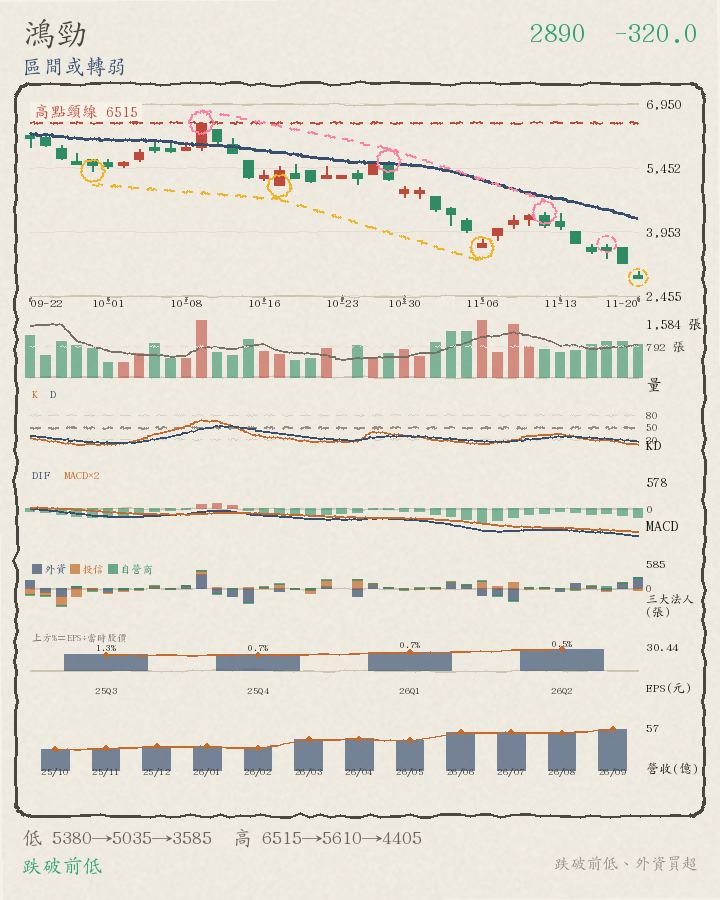 鴻勁
2890 -320.0
區間或轉弱
高點頸線 6515
6,950
5,452
3,953
2,455
09-22 10-01 10-08 10-16 10-23 10-30 11-06 11-13 11-20
1,584 張
792 張
量
K D
80
50
20
KD
DIF MACD×2
578
0
MACD
外資 投信 自營商
585
0
三大法人
(張)
上方%=EPS÷當時股價
1.3% 0.7% 0.7% 0.5%
30.44
25Q3 25Q4 26Q1 26Q2
EPS(元)
57
25/10 25/11 25/12 26/01 26/02 26/03 26/04 26/05 26/06 26/07 26/08 26/09
營收(億)
低 5380→5035→3585 高 6515→5610→4405
跌破前低
跌破前低、外資買超